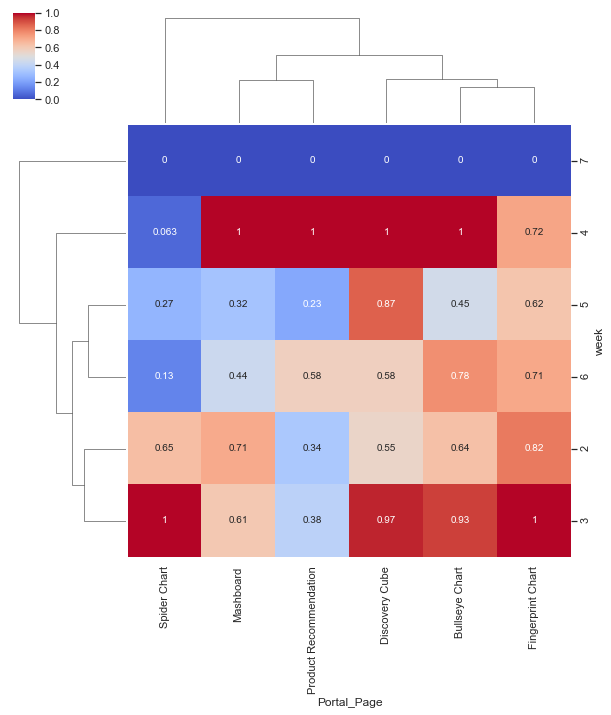 1.0
0.8
0.6
0.4
0.2
0.0
0 0 0 0 0 0 7
0.063 1 1 1 1 0.72 4
0.27 0.32 0.23 0.87 0.45 0.62 5
week
0.13 0.44 0.58 0.58 0.78 0.71 6
0.65 0.71 0.34 0.55 0.64 0.82 2
1 0.61 0.38 0.97 0.93 1 3
Spider Chart
Mashboard
Product Recommendation
Discovery Cube
Bullseye Chart
Fingerprint Chart
Portal_Page